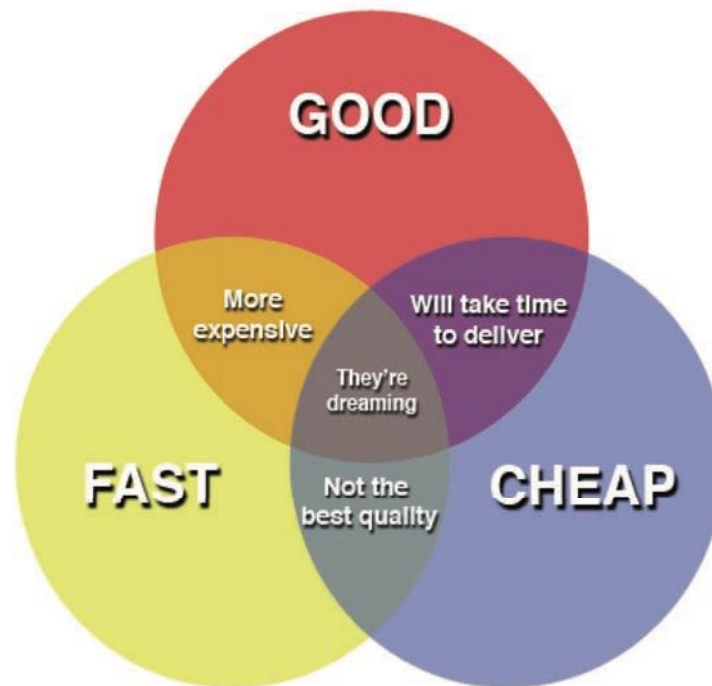 GOOD
More
expensive
Will take time
to deliver
They're
dreaming
FAST
CHEAP
Not the
best quality